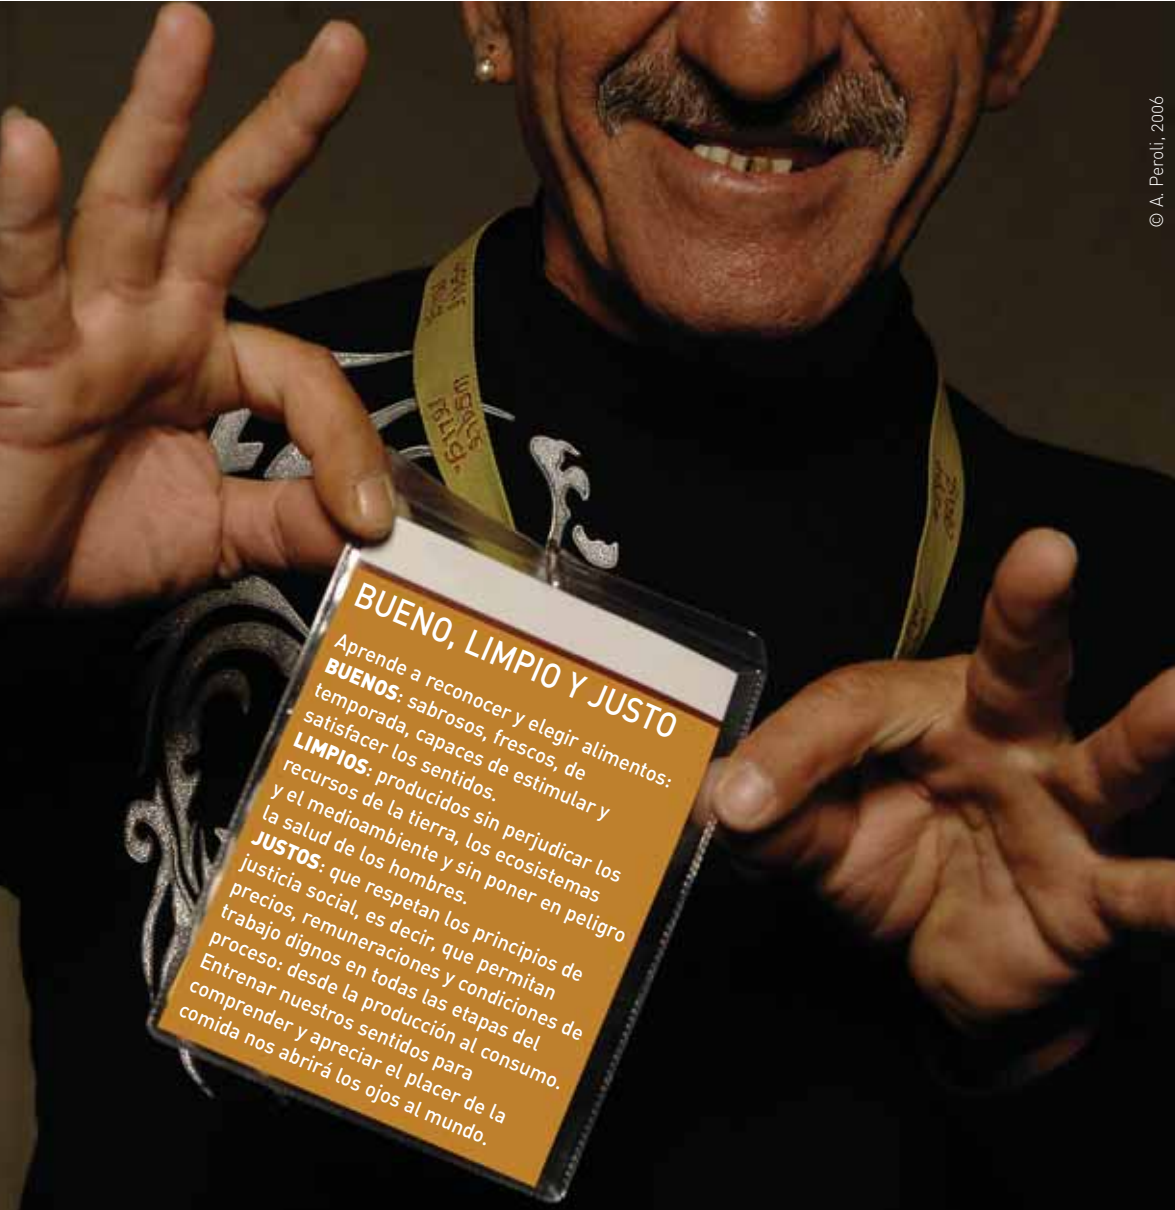 © A. Peroli, 2006
BUENO, LIMPIO Y JUSTO
Aprende a reconocer y elegir alimentos:
BUENOS: sabrosos, frescos, de
temporada, capaces de estimular y
satisfacer los sentidos.
LIMPIOS: producidos sin perjudicar los
recursos de la tierra, los ecosistemas
y el medioambiente y sin poner en peligro
la salud de los hombres.
JUSTOS: que respetan los principios de
justicia social, es decir, que permitan
precios, remuneraciones y condiciones de
trabajo dignos en todas las etapas del
proceso: desde la producción al consumo.
Entrenar nuestros sentidos para
comprender y apreciar el placer de la
comida nos abrirá los ojos al mundo.